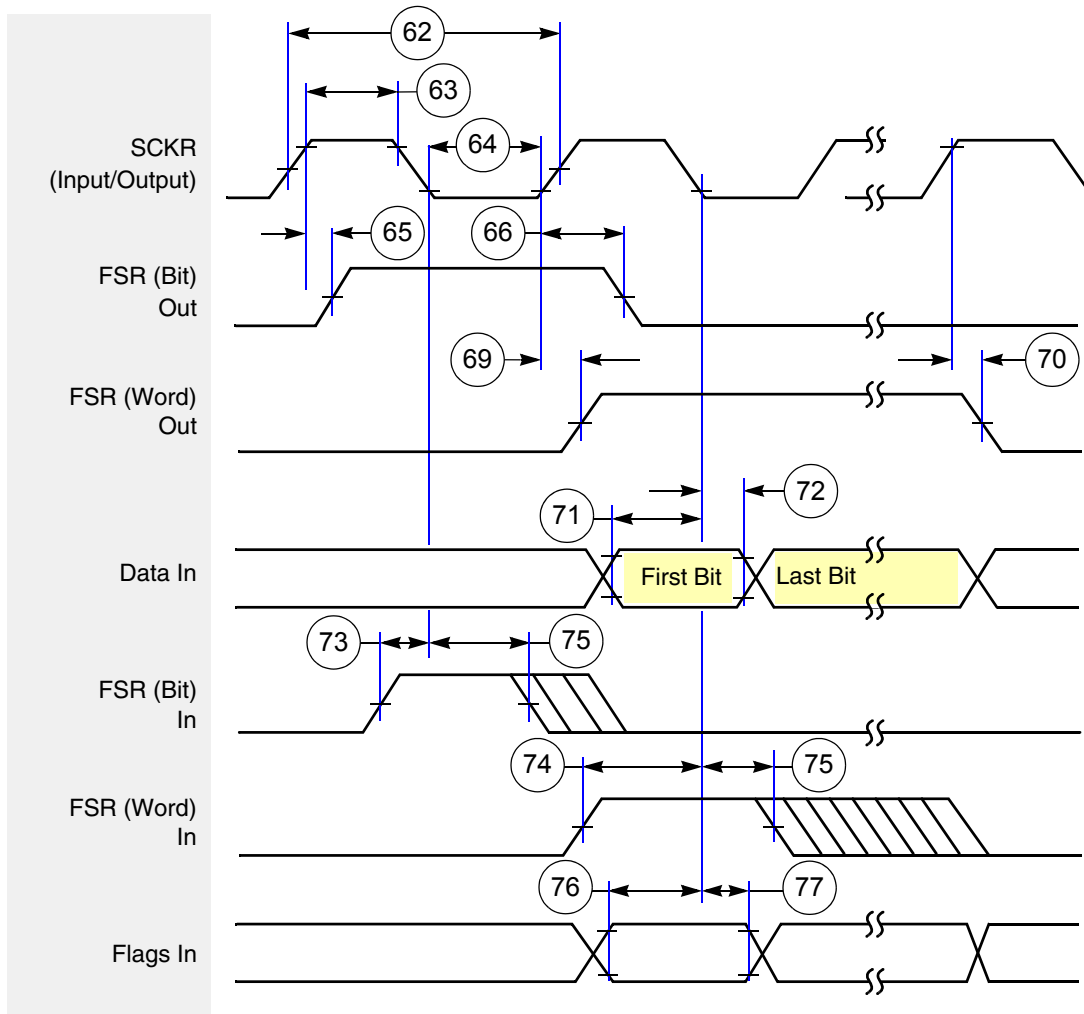 62
63
SCKR
(Input/Output)
64
65
66
FSR (Bit)
Out
69
70
FSR (Word)
Out
71
72
Data In
First Bit
Last Bit
73
75
FSR (Bit)
In
74
75
FSR (Word)
In
76
77
Flags In